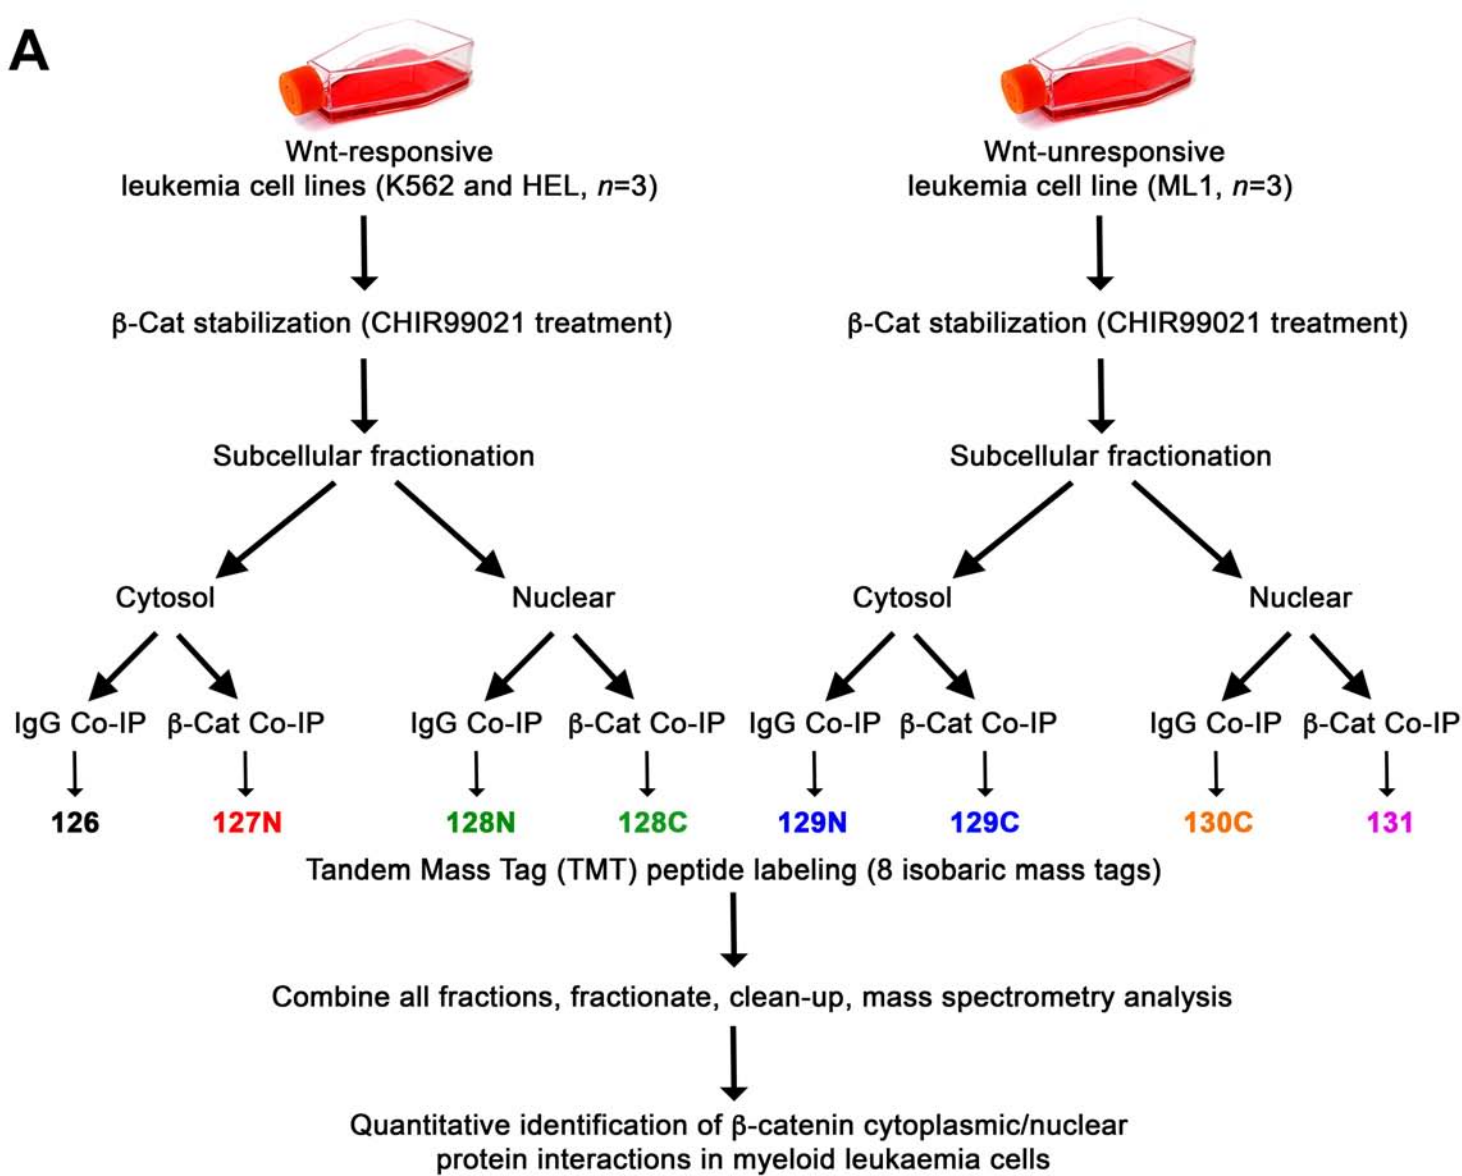 A
Wnt-responsive
leukemia cell lines (K562 and HEL, n=3)
Wnt-unresponsive
leukemia cell line (ML1, n=3)
β-Cat stabilization (CHIR99021 treatment)
β-Cat stabilization (CHIR99021 treatment)
Subcellular fractionation
Subcellular fractionation
Cytosol
Nuclear
Cytosol
Nuclear
IgG Co-IP
β-Cat Co-IP
IgG Co-IP
β-Cat Co-IP
IgG Co-IP
β-Cat Co-IP
IgG Co-IP
β-Cat Co-IP
126
127N
128N
128C
129N
129C
130C
131
Tandem Mass Tag (TMT) peptide labeling (8 isobaric mass tags)
Combine all fractions, fractionate, clean-up, mass spectrometry analysis
Quantitative identification of β-catenin cytoplasmic/nuclear
protein interactions in myeloid leukaemia cells